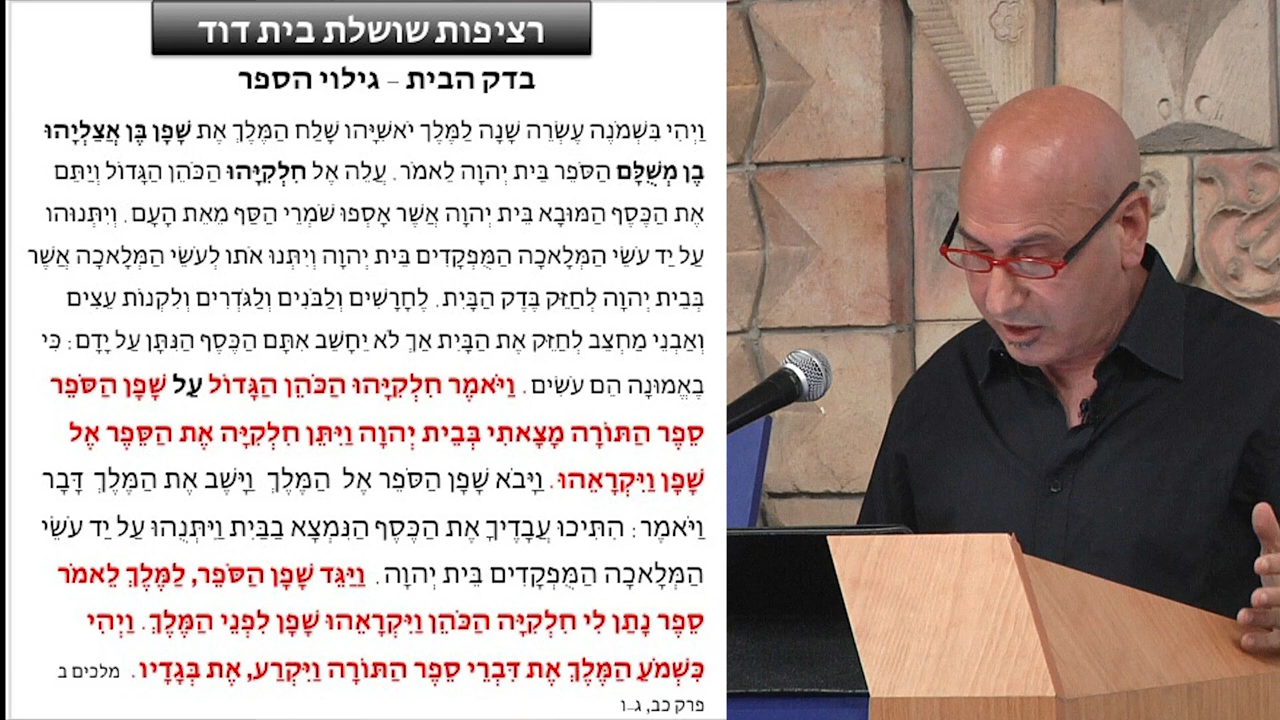 רציפות שושלת בית דוד
בדק הבית – גילוי הספר
וַיְהִי בִּשְׁמֹנֶה עֶשְׂרֵה שָׁנָה לַמֶּלֶךְ יֹאשִׁיָּהוּ שָׁלַח הַמֶּלֶךְ אֶת שָׁפָן בֶּן אֲצַלְיָהוּ
בֶן מְשֻׁלָּם הַסֹּפֵר בֵּית יְהוָה לֵאמֹר. עֲלֵה אֶל חִלְקִיָּהוּ הַכֹּהֵן הַגָּדוֹל וְיַתֵּם
אֶת הַכֶּסֶף הַמּוּבָא בֵּית יְהוָה אֲשֶׁר אָסְפוּ שֹׁמְרֵי הַסַּף מֵאֵת הָעָם. וְיִתְּנוּהוּ
עַל יַד עֹשֵׂי הַמְּלָאכָה הַמֻּפְקָדִים בֵּית יְהוָה וְיִתְּנוּ אֹתוֹ לְעֹשֵׂי הַמְּלָאכָה אֲשֶׁר
בְּבֵית יְהוָה לְחַזֵּק בֶּדֶק הַבָּיִת. לֶחָרָשִׁים וְלַבֹּנִים וְלַגֹּדְרִים וְלִקְנוֹת עֵצִים
וְאַבְנֵי מַחְצֵב לְחַזֵּק אֶת הַבָּיִת אַךְ לֹא יֵחָשֵׁב אִתָּם הַכֶּסֶף הַנִּתָּן עַל יָדָם: כִּי
בֶאֱמוּנָה הֵם עֹשִׂים. וַיֹּאמֶר חִלְקִיָּהוּ הַכֹּהֵן הַגָּדוֹל עַל שָׁפָן הַסֹּפֵר
סֵפֶר הַתּוֹרָה מָצָאתִי בְּבֵית יְהוָה וַיִּתֵּן חִלְקִיָּה אֶת הַסֵּפֶר אֶל
שָׁפָן וַיִּקְרָאֵהוּ. וַיָּבֹא שָׁפָן הַסֹּפֵר אֶל הַמֶּלֶךְ וַיָּשֶׁב אֶת הַמֶּלֶךְ דָּבָר
וַיֹּאמֶר: הִתִּיכוּ עֲבָדֶיךָ אֶת הַכֶּסֶף הַנִּמְצָא בַבַּיִת וַיִּתְּנֻהוּ עַל יַד עֹשֵׂי
הַמְּלָאכָה הַמֻּפְקָדִים בֵּית יְהוָה. וַיַּגֵּד שָׁפָן הַסֹּפֵר, לַמֶּלֶךְ לֵאמֹר
סֵפֶר נָתַן לִי חִלְקִיָּה הַכֹּהֵן וַיִּקְרָאֵהוּ שָׁפָן לִפְנֵי הַמֶּלֶךְ. וַיְהִי
כִּשְׁמֹעַ הַמֶּלֶךְ אֶת דִּבְרֵי סֵפֶר הַתּוֹרָה וַיִּקְרַע, אֶת בְּגָדָיו. מלכים ב
פרק כב, ג–ו